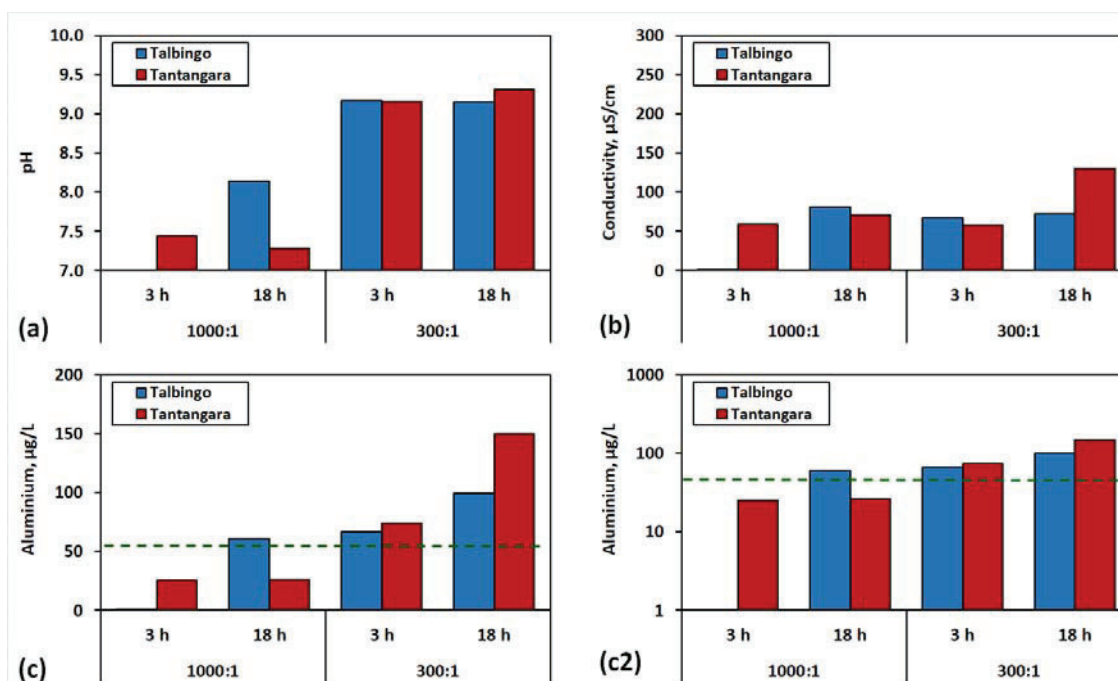 10.0
9.5
9.0
8.5
8.0
7.5
7.0
pH
Talbingo
Tantangara
3 h 18 h 3 h 18 h
1000:1 300:1
(a)
300
250
200
150
100
50
0
Conductivity, µS/cm
Talbingo
Tantangara
3 h 18 h 3 h 18 h
1000:1 300:1
(b)
200
150
100
50
0
Aluminium, µg/L
Talbingo
Tantangara
3 h 18 h 3 h 18 h
1000:1 300:1
(c)
1000
100
10
1
Aluminium, µg/L
Talbingo
Tantangara
3 h 18 h 3 h 18 h
1000:1 300:1
(c2)